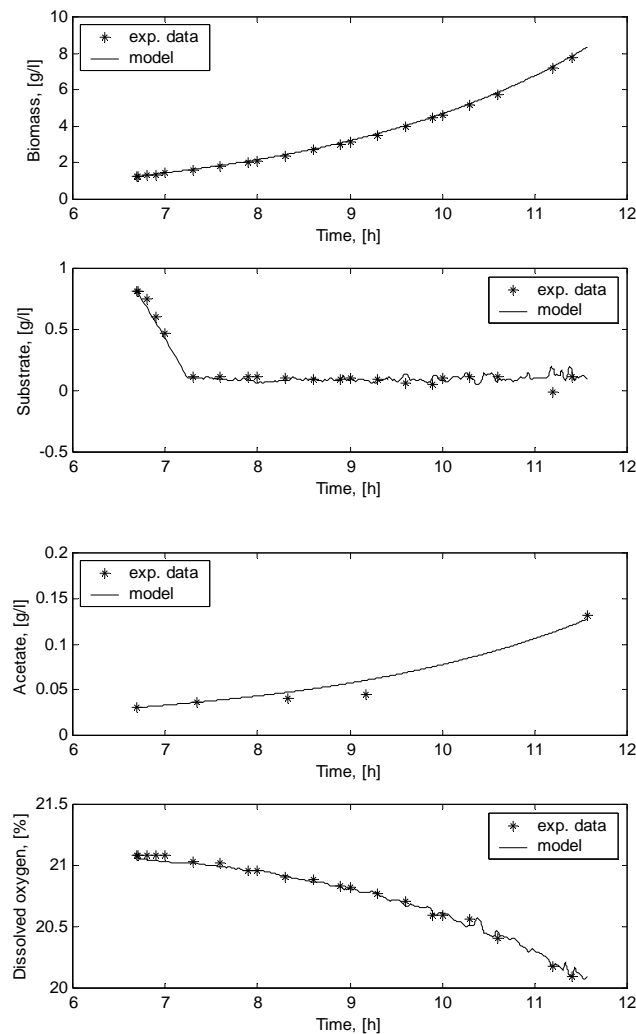 10
8
6
4
2
0
Biomass, [g/l]
exp. data
model
6 7 8 9 10 11 12
Time, [h]
1
0.5
0
-0.5
Substrate, [g/l]
exp. data
model
6 7 8 9 10 11 12
Time, [h]
0.2
0.15
0.1
0.05
0
Acetate, [g/l]
exp. data
model
6 7 8 9 10 11 12
Time, [h]
21.5
21
20.5
20
Dissolved oxygen, [%]
exp. data
model
6 7 8 9 10 11 12
Time, [h]